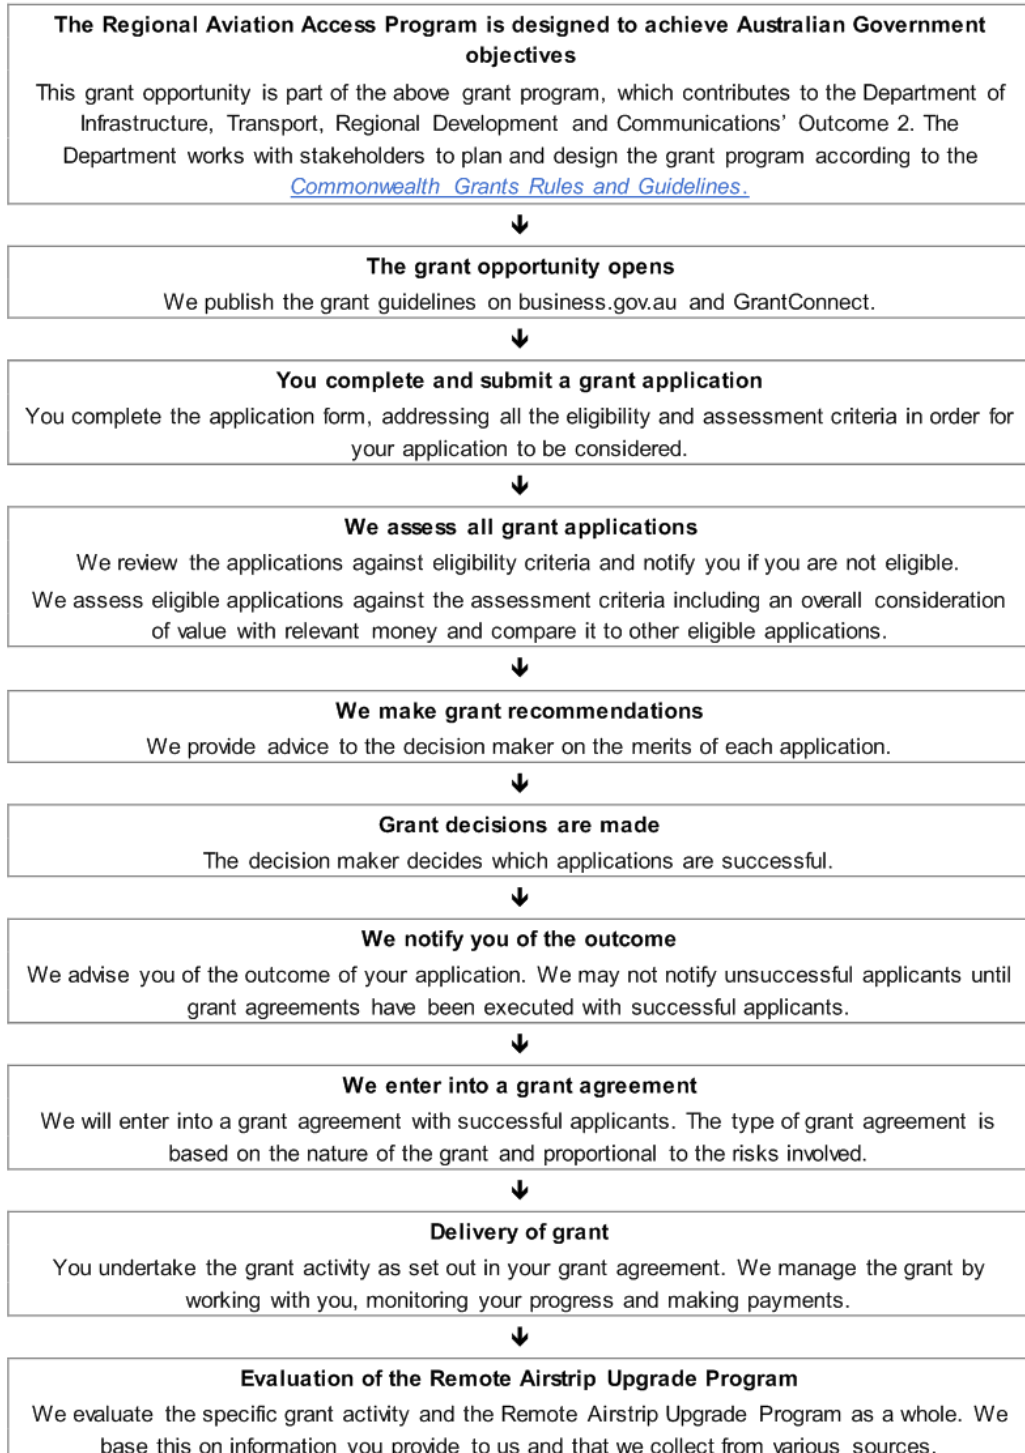 The Regional Aviation Access Program is designed to achieve Australian Government
objectives
This grant opportunity is part of the above grant program, which contributes to the Department of
Infrastructure, Transport, Regional Development and Communications' Outcome 2. The
Department works with stakeholders to plan and design the grant program according to the
Commonwealth Grants Rules and Guidelines.
The grant opportunity opens
We publish the grant guidelines on business.gov.au and GrantConnect.
You complete and submit a grant application
You complete the application form, addressing all the eligibility and assessment criteria in order for
your application to be considered.
We assess all grant applications
We review the applications against eligibility criteria and notify you if you are not eligible.
We assess eligible applications against the assessment criteria including an overall consideration
of value with relevant money and compare it to other eligible applications.
We make grant recommendations
We provide advice to the decision maker on the merits of each application.
Grant decisions are made
The decision maker decides which applications are successful.
We notify you of the outcome
We advise you of the outcome of your application. We may not notify unsuccessful applicants until
grant agreements have been executed with successful applicants.
We enter into a grant agreement
We will enter into a grant agreement with successful applicants. The type of grant agreement is
based on the nature of the grant and proportional to the risks involved.
Delivery of grant
You undertake the grant activity as set out in your grant agreement. We manage the grant by
working with you, monitoring your progress and making payments.
Evaluation of the Remote Airstrip Upgrade Program
We evaluate the specific grant activity and the Remote Airstrip Upgrade Program as a whole. We
base this on information you provide to us and that we collect from various sources.